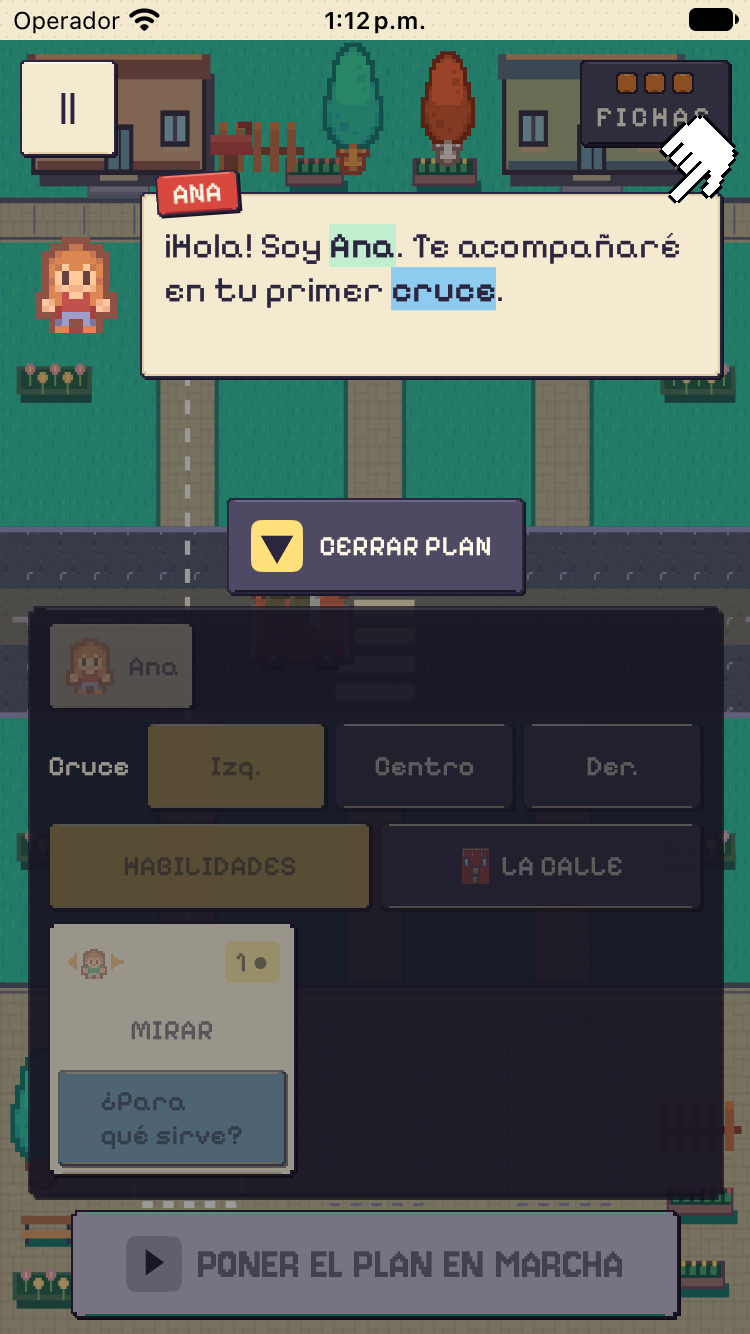 Operador
1:12 p.m.
FICHAS
ANA
¡Hola! Soy Ana. Te acompañaré
en tu primer cruce.
CERRAR PLAN
Ana
Cruce Izq. Centro Der.
HABILIDADES LA CALLE
1
MIRAR
¿Para
qué sirve?
PONER EL PLAN EN MARCHA